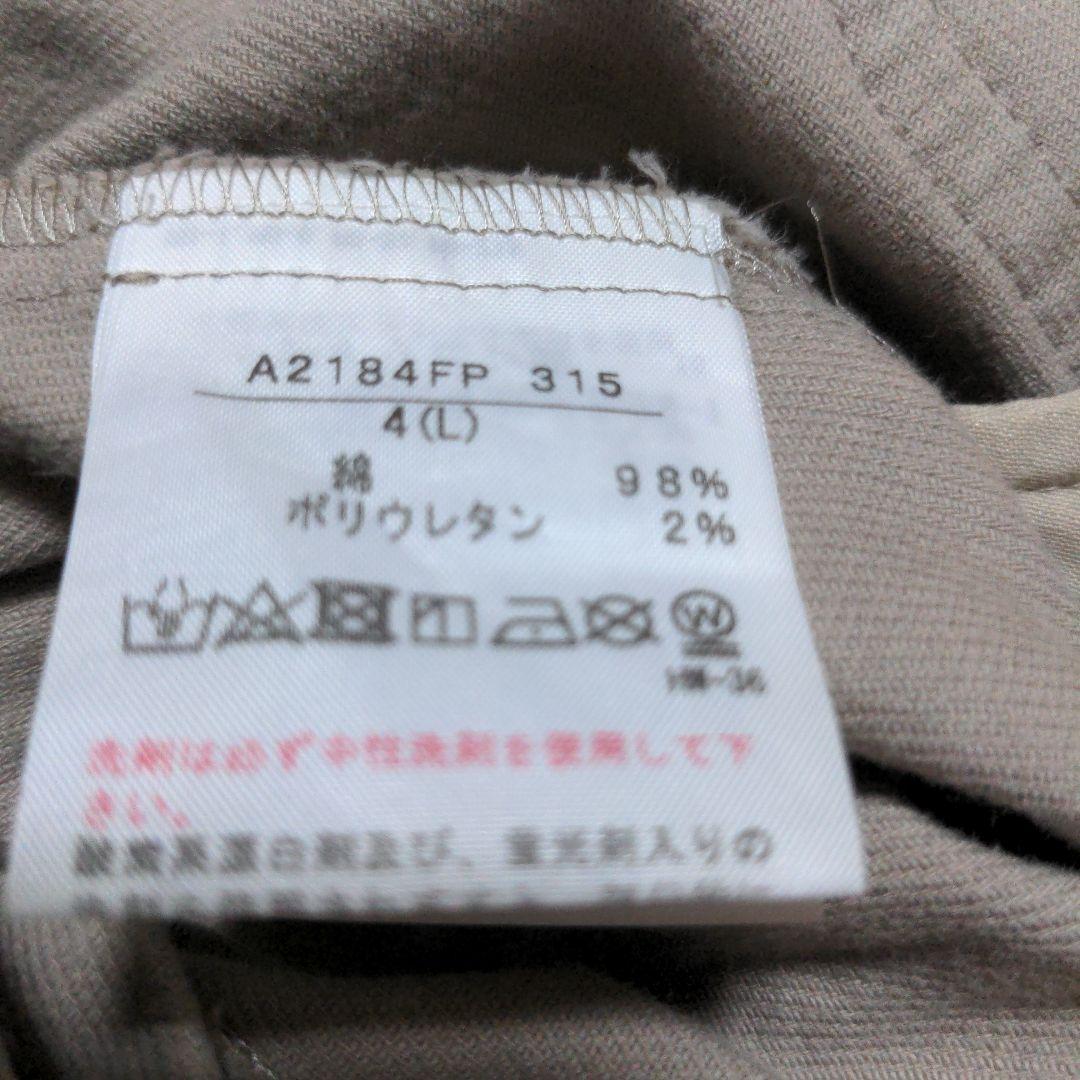 A2184FP 315
4(L)
綿 98%
ポリウレタン 2%
W
洗剤は必ず中性洗剤を使用して下
さい。
酸素系漂白剤及び、蛍光剤入りの